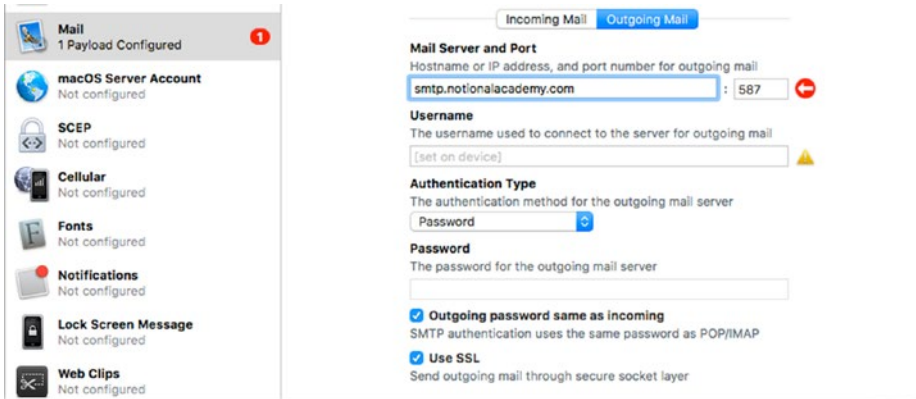 Mail
1 Payload Configured
1
macOS Server Account
Not configured
SCEP
Not configured
Cellular
Not configured
Fonts
Not configured
Notifications
Not configured
Lock Screen Message
Not configured
Web Clips
Not configured
Incoming Mail Outgoing Mail
Mail Server and Port
Hostname or IP address, and port number for outgoing mail
smtp.notionalacademy.com : 587
Username
The username used to connect to the server for outgoing mail
[set on device]
Authentication Type
The authentication method for the outgoing mail server
Password
Password
The password for the outgoing mail server
Outgoing password same as incoming
SMTP authentication uses the same password as POP/IMAP
Use SSL
Send outgoing mail through secure socket layer